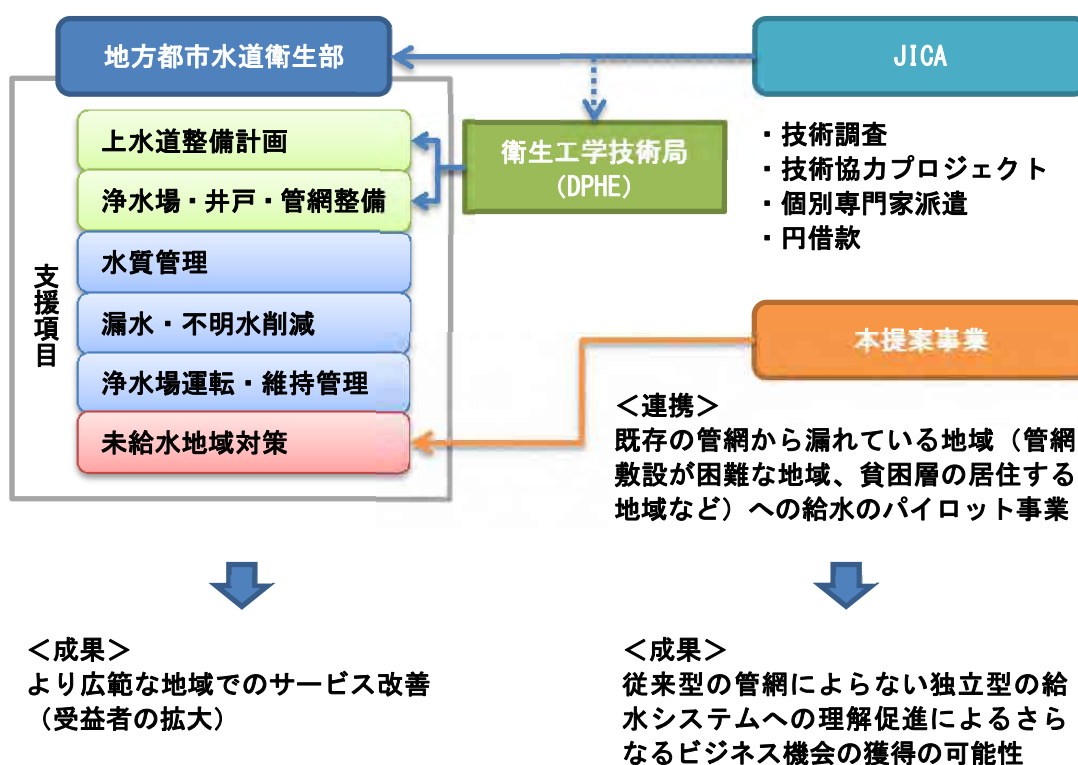 地方都市水道衛生部
JICA
支援項目
上水道整備計画
浄水場・井戸・管網整備
水質管理
漏水・不明水削減
浄水場運転・維持管理
未給水地域対策
衛生工学技術局
(DPHE)
・技術調査
・技術協力プロジェクト
・個別専門家派遣
・円借款
本提案事業
＜連携＞
既存の管網から漏れている地域（管網
敷設が困難な地域、貧困層の居住する
地域など）への給水のパイロット事業
＜成果＞
より広範な地域でのサービス改善
（受益者の拡大）
＜成果＞
従来型の管網によらない独立型の給
水システムへの理解促進によるさら
なるビジネス機会の獲得の可能性